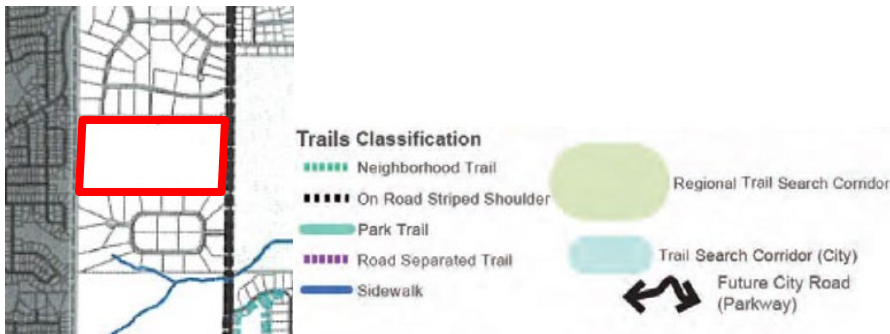 Trails Classification
Neighborhood Trail
On Road Striped Shoulder
Park Trail
Road Separated Trail
Sidewalk
Regional Trail Search Corridor
Trail Search Corridor (City)
Future City Road
(Parkway)